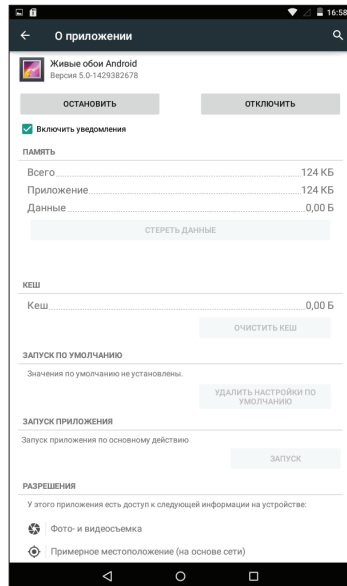 16:58
О приложении
Живые обои Android
Версия 5.0-1429382678
ОСТАНОВИТЬ ОТКЛЮЧИТЬ
Включить уведомления
ПАМЯТЬ
Всего 124 КБ
Приложение 124 КБ
Данные 0,00 Б
СТЕРЕТЬ ДАННЫЕ
КЕШ
Кеш 0,00 Б
ОЧИСТИТЬ КЕШ
ЗАПУСК ПО УМОЛЧАНИЮ
Значения по умолчанию не установлены.
УДАЛИТЬ НАСТРОЙКИ ПО
УМОЛЧАНИЮ
ЗАПУСК ПРИЛОЖЕНИЯ
Запуск приложения по основному действию
ЗАПУСК
РАЗРЕШЕНИЯ
У этого приложения есть доступ к следующей информации на устройстве:
Фото- и видеосъемка
Примерное местоположение (на основе сети)